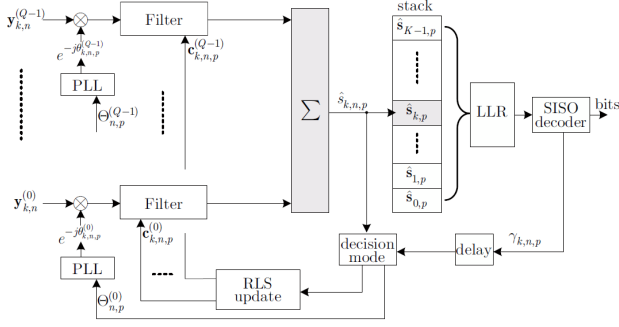 y_{k,n}^{(Q-1)}
Filter
e^{-jθ_{k,n,p}^{(Q-1)}}
PLL
Θ_{n,p}^{(Q-1)}
c_{k,n,p}^{(Q-1)}
y_{k,n}^{(0)}
Filter
e^{-jθ_{k,n,p}^{(0)}}
PLL
Θ_{n,p}^{(0)}
c_{k,n,p}^{(0)}
RLS
update
Σ
ŝ_{k,n,p}
stack
ŝ_{K-1,p}
ŝ_{k,p}
ŝ_{1,p}
ŝ_{0,p}
LLR
SISO
decoder
bits
decision
mode
delay
γ_{k,n,p}